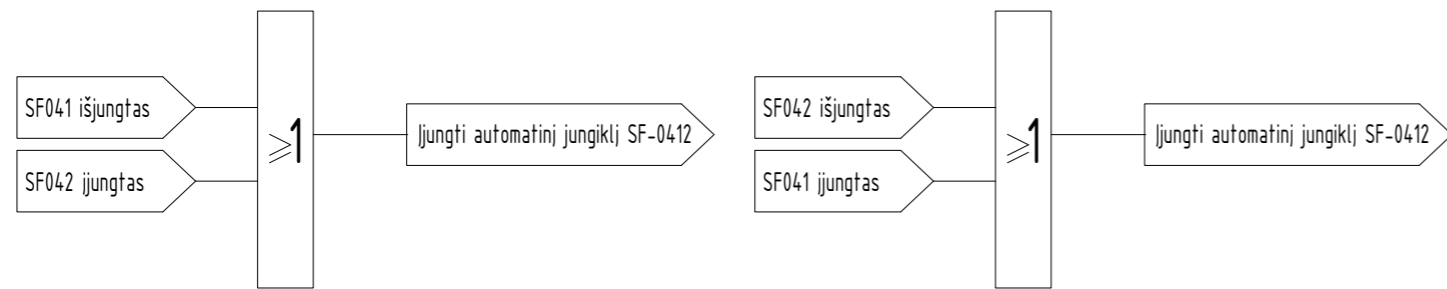 SF041 išjungtas
SF042 įjungtas
≥1
Įjungti automatinį jungiklį SF-0412
SF042 išjungtas
SF041 įjungtas
≥1
Įjungti automatinį jungiklį SF-0412